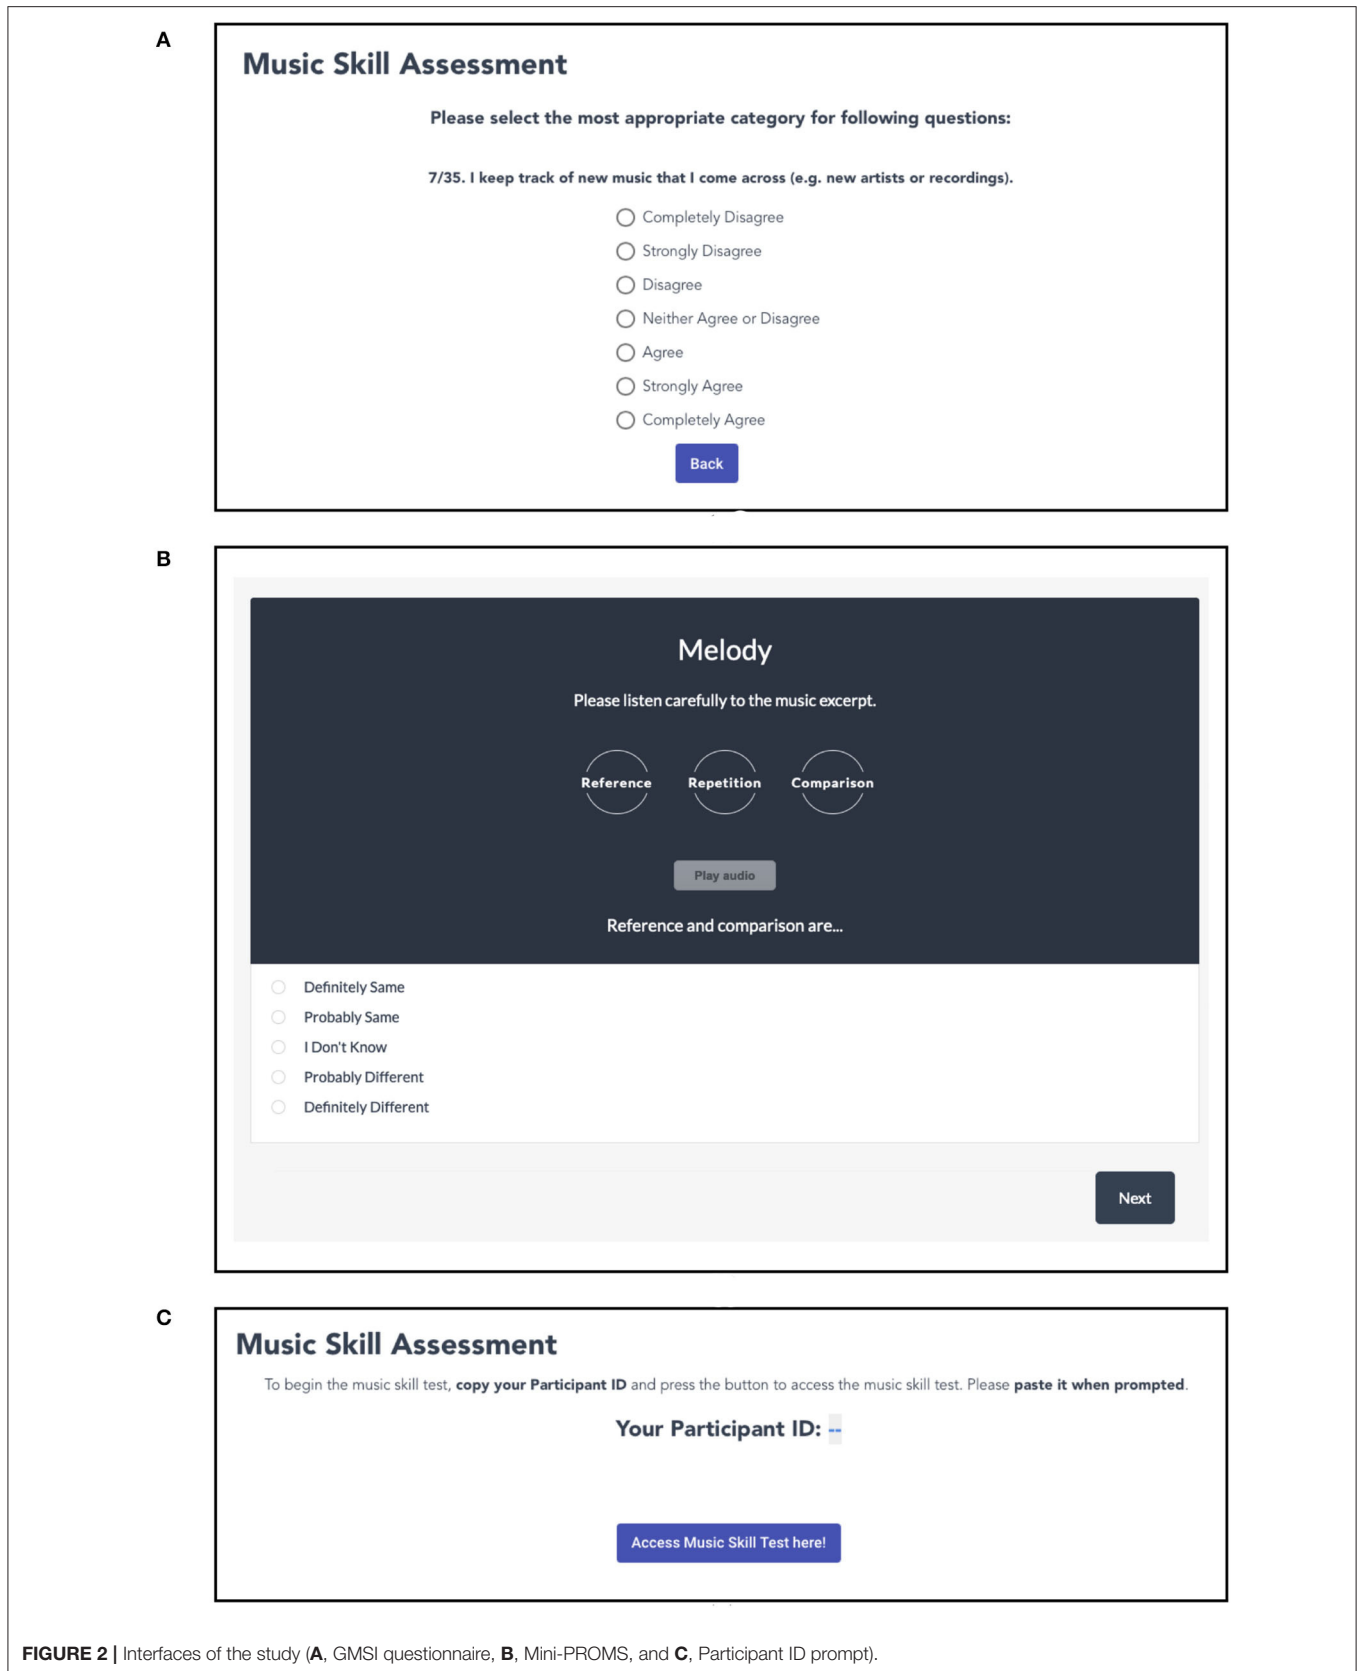 A
Music Skill Assessment
Please select the most appropriate category for following questions:
7/35. I keep track of new music that I come across (e.g. new artists or recordings).
Completely Disagree
Strongly Disagree
Disagree
Neither Agree or Disagree
Agree
Strongly Agree
Completely Agree
Back
B
Melody
Please listen carefully to the music excerpt.
Reference Repetition Comparison
Play audio
Reference and comparison are...
Definitely Same
Probably Same
I Don't Know
Probably Different
Definitely Different
Next
C
Music Skill Assessment
To begin the music skill test, copy your Participant ID and press the button to access the music skill test. Please paste it when prompted.
Your Participant ID: --
Access Music Skill Test here!
FIGURE 2 | Interfaces of the study (A, GMSI questionnaire, B, Mini-PROMS, and C, Participant ID prompt).